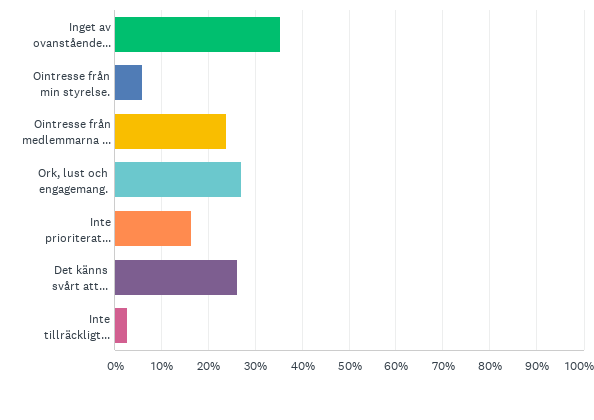 Inget av
ovanstående...
Ointresse från
min styrelse.
Ointresse från
medlemmarna ...
Ork, lust och
engagemang.
Inte
prioriterat...
Det känns
svårt att...
Inte
tillräckligt...
0% 10% 20% 30% 40% 50% 60% 70% 80% 90% 100%